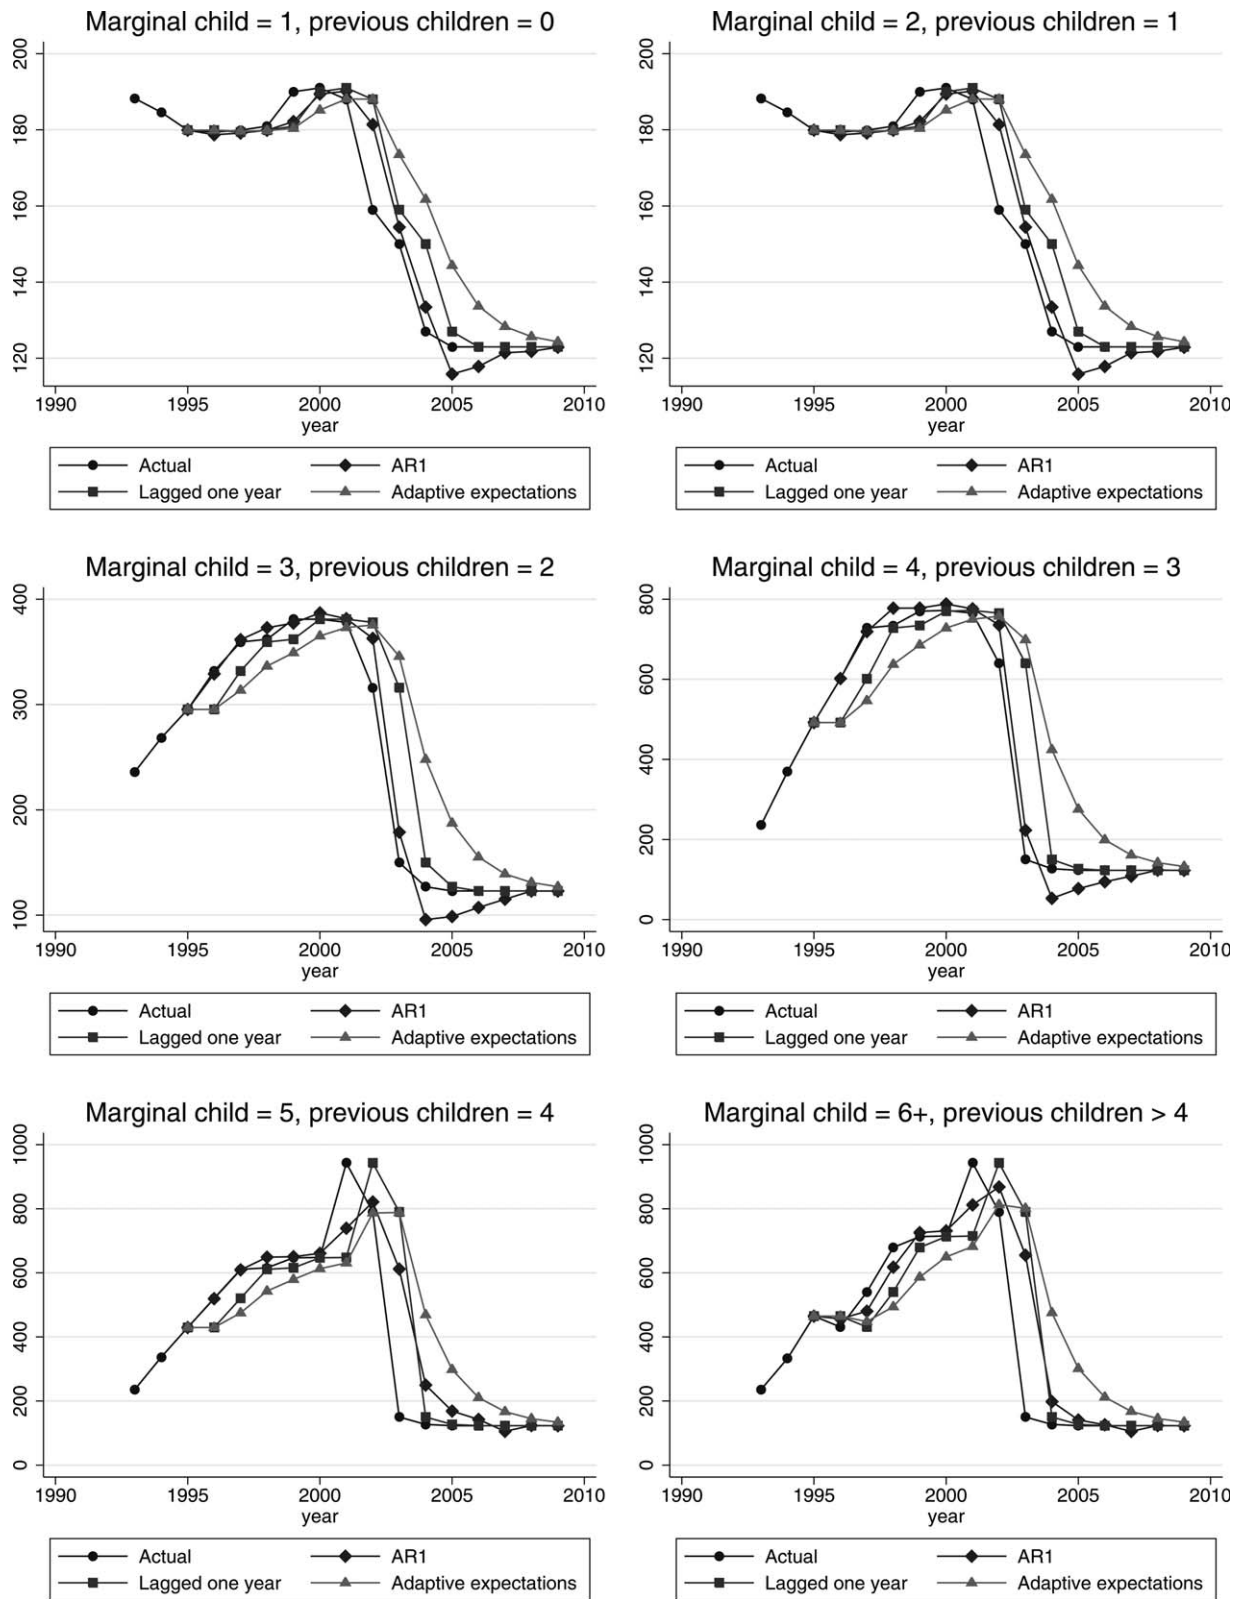 Marginal child = 1, previous children = 0
200
180
160
140
120
1990 1995 2000 2005 2010
year
Actual AR1
Lagged one year Adaptive expectations
Marginal child = 2, previous children = 1
200
180
160
140
120
1990 1995 2000 2005 2010
year
Actual AR1
Lagged one year Adaptive expectations
Marginal child = 3, previous children = 2
400
300
200
100
1990 1995 2000 2005 2010
year
Actual AR1
Lagged one year Adaptive expectations
Marginal child = 4, previous children = 3
800
600
400
200
0
1990 1995 2000 2005 2010
year
Actual AR1
Lagged one year Adaptive expectations
Marginal child = 5, previous children = 4
1000
800
600
400
200
0
1990 1995 2000 2005 2010
year
Actual AR1
Lagged one year Adaptive expectations
Marginal child = 6+, previous children > 4
1000
800
600
400
200
0
1990 1995 2000 2005 2010
year
Actual AR1
Lagged one year Adaptive expectations